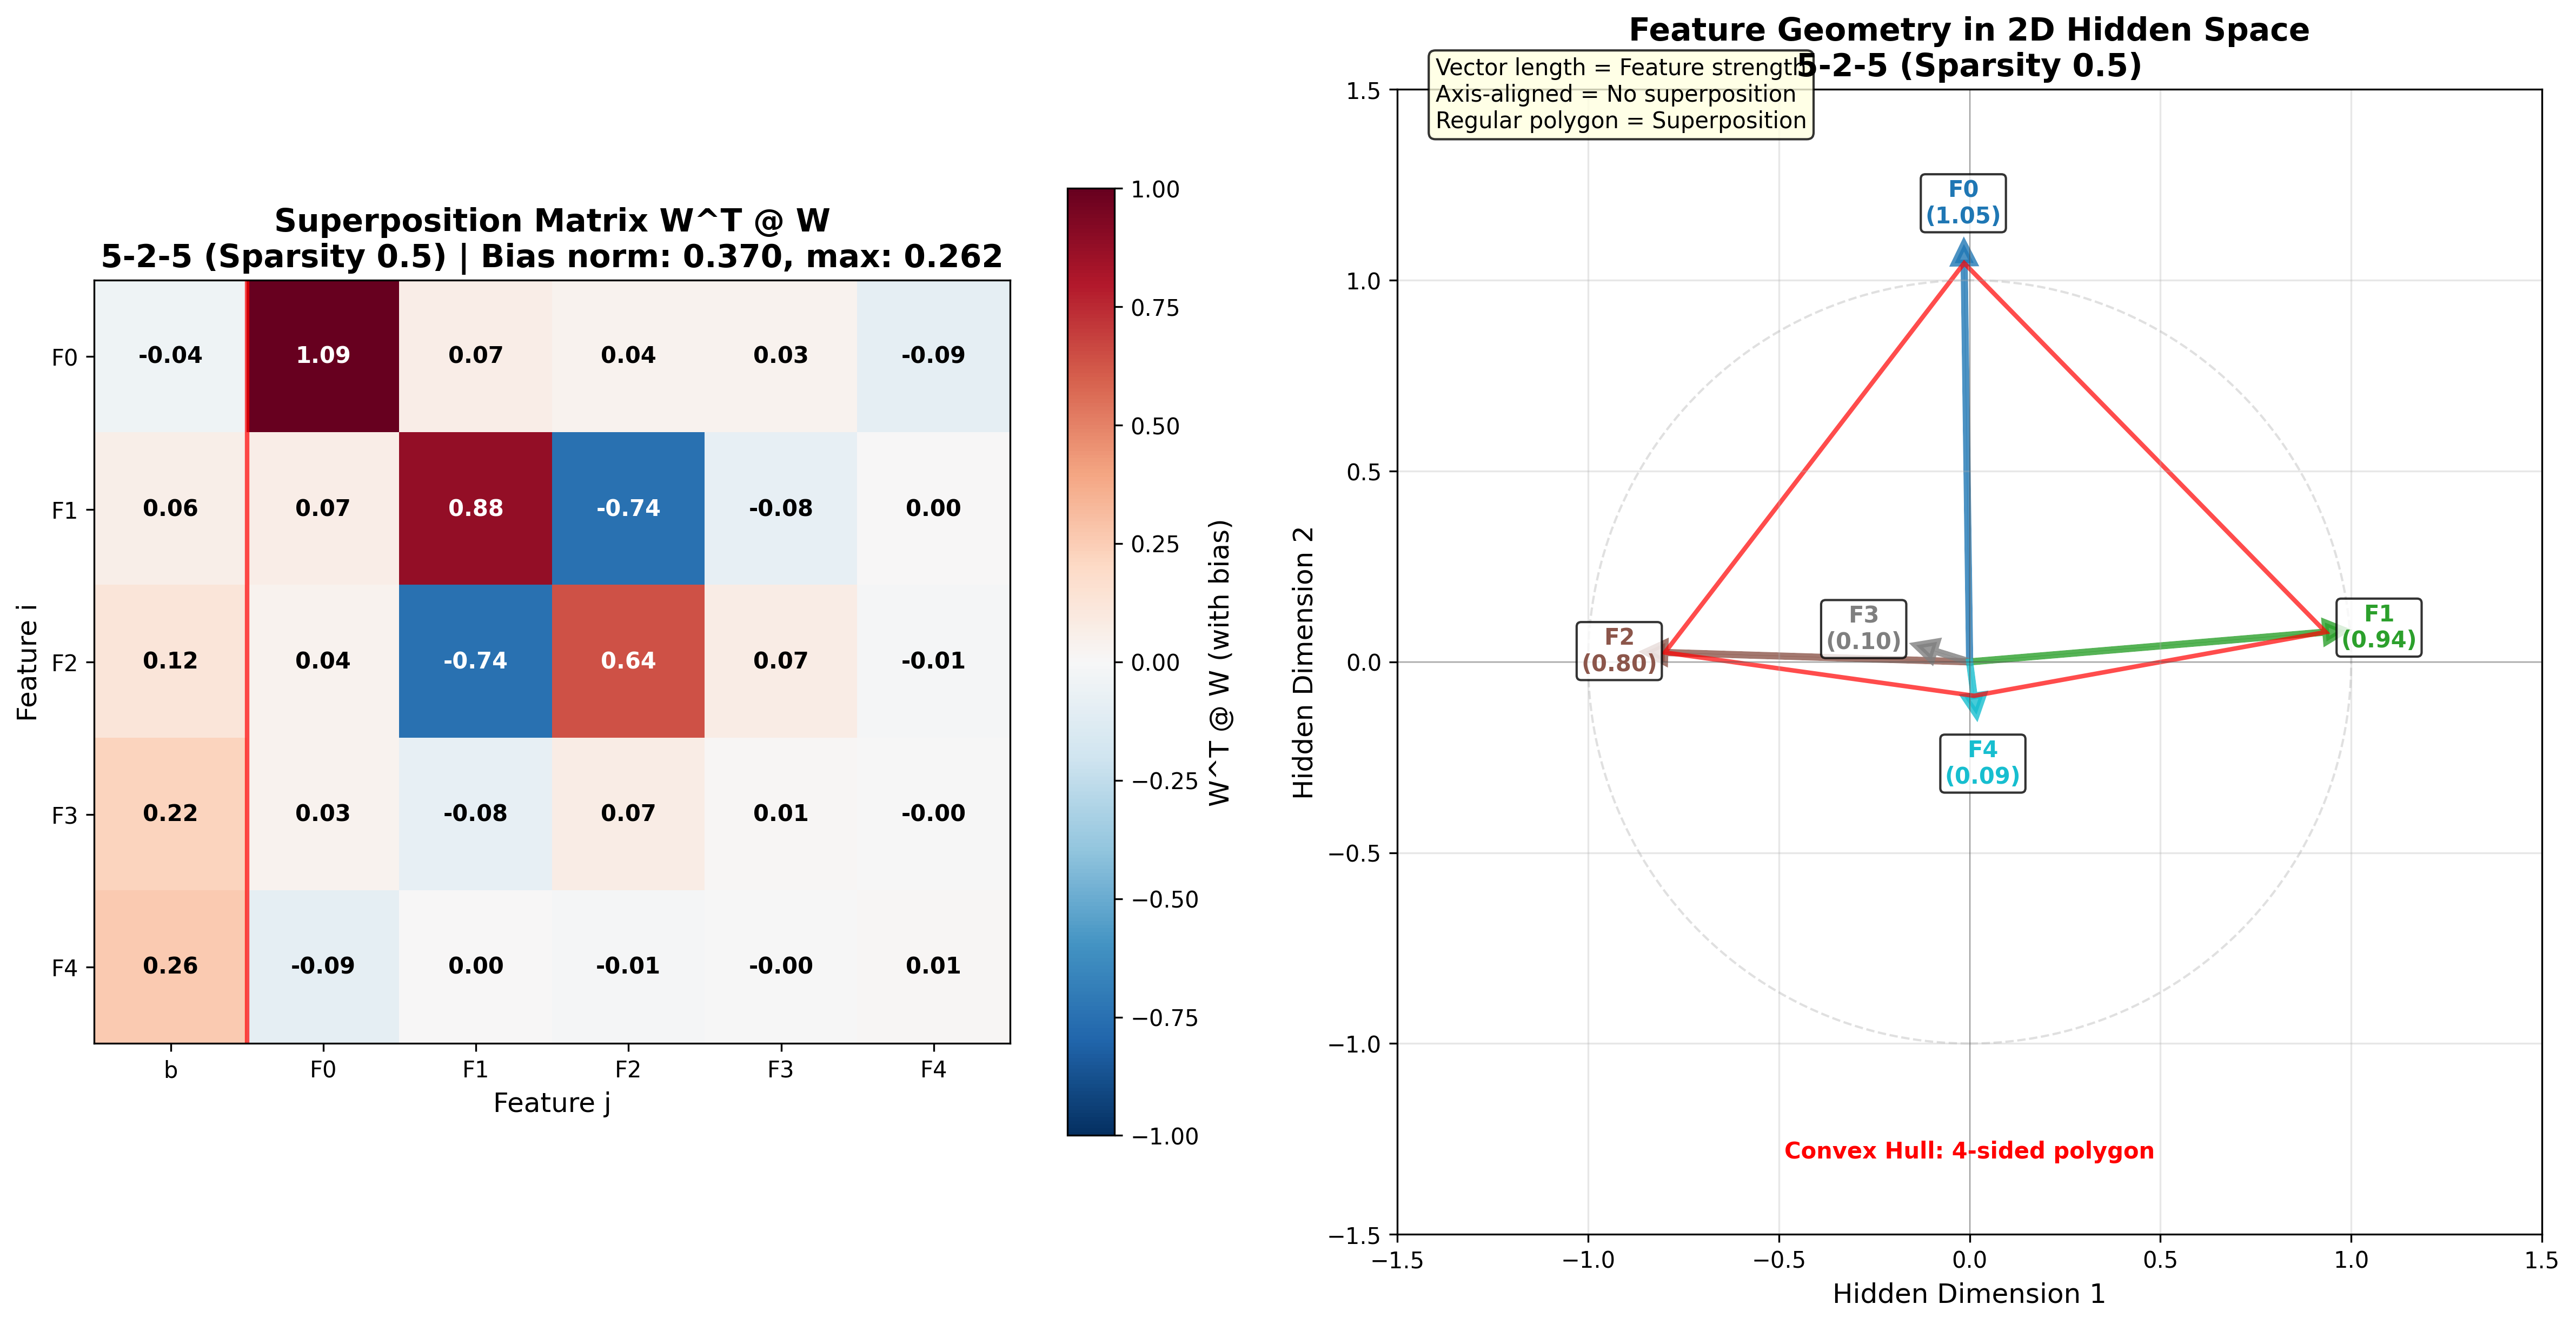 Superposition Matrix W^T @ W
5-2-5 (Sparsity 0.5) | Bias norm: 0.370, max: 0.262
F0 -0.04 1.09 0.07 0.04 0.03 -0.09
F1 0.06 0.07 0.88 -0.74 -0.08 0.00
F2 0.12 0.04 -0.74 0.64 0.07 -0.01
F3 0.22 0.03 -0.08 0.07 0.01 -0.00
F4 0.26 -0.09 0.00 -0.01 -0.00 0.01
b F0 F1 F2 F3 F4
Feature j
Feature i
1.00
0.75
0.50
0.25
0.00
−0.25
−0.50
−0.75
−1.00
W^T @ W (with bias)
Feature Geometry in 2D Hidden Space
5-2-5 (Sparsity 0.5)
Vector length = Feature strength
Axis-aligned = No superposition
Regular polygon = Superposition
F0
(1.05)
F1
(0.94)
F2
(0.80)
F3
(0.10)
F4
(0.09)
Convex Hull: 4-sided polygon
1.5
1.0
0.5
0.0
−0.5
−1.0
−1.5
−1.5 −1.0 −0.5 0.0 0.5 1.0 1.5
Hidden Dimension 1
Hidden Dimension 2